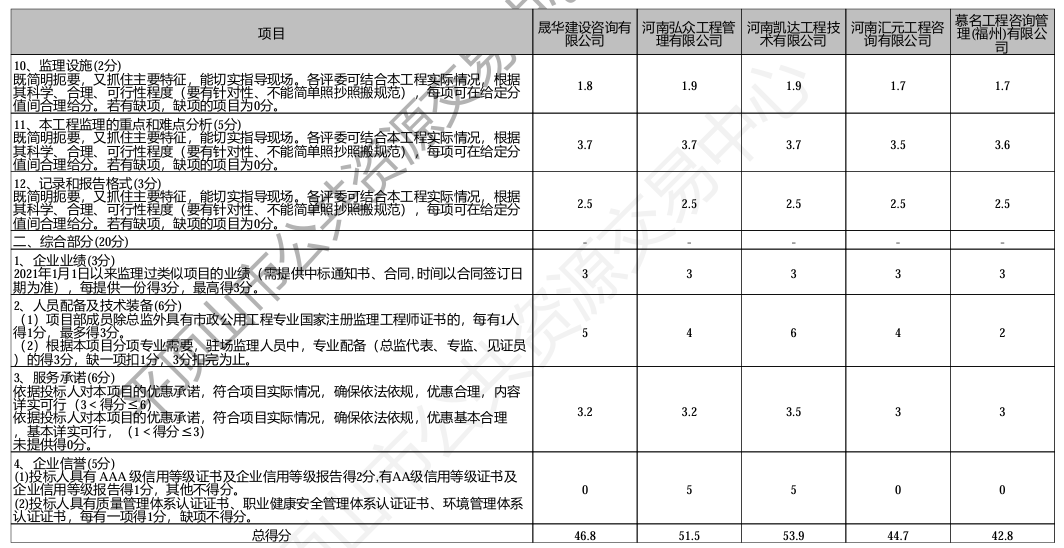 项目
晟华建设咨询有
限公司
河南弘众工程管
理有限公司
河南凯达工程技
术有限公司
河南汇元工程咨
询有限公司
慕名工程咨询管
理(福州)有限公
司
10、监理设施(2分)
既简明扼要，又抓住主要特征，能切实指导现场。各评委可结合本工程实际情况，根据
其科学、合理、可行性程度（要有针对性、不能简单照抄照搬规范），每项可在给定分
值间合理给分。若有缺项，缺项的项目为0分。
1.8
1.9
1.9
1.7
1.7
11、本工程监理的重点和难点分析(5分)
既简明扼要，又抓住主要特征，能切实指导现场。各评委可结合本工程实际情况，根据
其科学、合理、可行性程度（要有针对性、不能简单照抄照搬规范），每项可在给定分
值间合理给分。若有缺项，缺项的项目为0分。
3.7
3.7
3.7
3.5
3.6
12、记录和报告格式(3分)
既简明扼要，又抓住主要特征，能切实指导现场。各评委可结合本工程实际情况，根据
其科学、合理、可行性程度（要有针对性、不能简单照抄照搬规范），每项可在给定分
值间合理给分。若有缺项，缺项的项目为0分。
2.5
2.5
2.5
2.5
2.5
二、综合部分(20分)
-
-
-
-
-
1、企业业绩(3分)
2021年1月1日以来监理过类似项目的业绩（需提供中标通知书、合同,时间以合同签订日
期为准），每提供一份得3分，最高得3分。
3
3
3
3
3
2、人员配备及技术装备(6分)
（1）项目部成员除总监外具有市政公用工程专业国家注册监理工程师证书的，每有1人
得1分，最多得3分。
（2）根据本项目分项专业需要，驻场监理人员中，专业配备（总监代表、专监、见证员
）的得3分，缺一项扣1分，3分扣完为止。
5
4
6
4
2
3、服务承诺(6分)
依据投标人对本项目的优惠承诺，符合项目实际情况，确保依法依规，优惠合理，内容
详实可行（3＜得分≤6）
依据投标人对本项目的优惠承诺，符合项目实际情况，确保依法依规，优惠基本合理
，基本详实可行，（1＜得分≤3）
未提供得0分。
3.2
3.2
3.5
3
3
4、企业信誉(5分)
(1)投标人具有 AAA 级信用等级证书及企业信用等级报告得2分,有AA级信用等级证书及
企业信用等级报告得1分，其他不得分。
(2)投标人具有质量管理体系认证证书、职业健康安全管理体系认证证书、环境管理体系
认证证书，每有一项得1分，缺项不得分。
0
5
5
0
0
总得分
46.8
51.5
53.9
44.7
42.8
平顶山市公共资源交易
顶山市公共资源交易中心